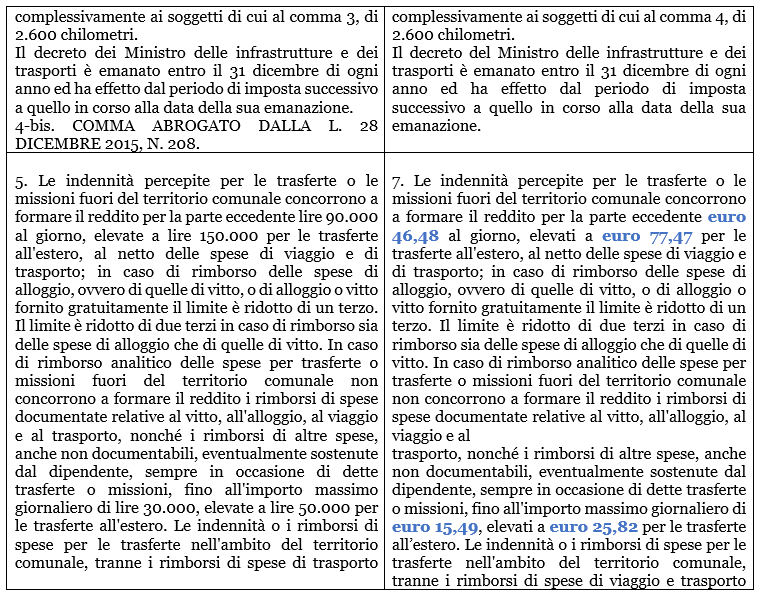 complessivamente ai soggetti di cui al comma 3, di
2.600 chilometri.
Il decreto dei Ministro delle infrastrutture e dei
trasporti è emanato entro il 31 dicembre di ogni
anno ed ha effetto dal periodo di imposta successivo
a quello in corso alla data della sua emanazione.
4-bis. COMMA ABROGATO DALLA L. 28
DICEMBRE 2015, N. 208.
complessivamente ai soggetti di cui al comma 4, di
2.600 chilometri.
Il decreto del Ministro delle infrastrutture e dei
trasporti è emanato entro il 31 dicembre di ogni
anno ed ha effetto dal periodo di imposta
successivo a quello in corso alla data della sua
emanazione.
5. Le indennità percepite per le trasferte o le
missioni fuori del territorio comunale concorrono a
formare il reddito per la parte eccedente lire 90.000
al giorno, elevate a lire 150.000 per le trasferte
all'estero, al netto delle spese di viaggio e di
trasporto; in caso di rimborso delle spese di
alloggio, ovvero di quelle di vitto, o di alloggio o vitto
fornito gratuitamente il limite è ridotto di un terzo.
Il limite è ridotto di due terzi in caso di rimborso sia
delle spese di alloggio che di quelle di vitto. In caso
di rimborso analitico delle spese per trasferte o
missioni fuori del territorio comunale non
concorrono a formare il reddito i rimborsi di spese
documentate relative al vitto, all'alloggio, al viaggio
e al trasporto, nonché i rimborsi di altre spese,
anche non documentabili, eventualmente sostenute
dal dipendente, sempre in occasione di dette
trasferte o missioni, fino all'importo massimo
giornaliero di lire 30.000, elevate a lire 50.000 per
le trasferte all'estero. Le indennità o i rimborsi di
spese per le trasferte nell'ambito del territorio
comunale, tranne i rimborsi di spese di trasporto
7. Le indennità percepite per le trasferte o le
missioni fuori del territorio comunale concorrono
a formare il reddito per la parte eccedente euro
46,48 al giorno, elevati a euro 77,47 per le
trasferte all'estero, al netto delle spese di viaggio e
di trasporto; in caso di rimborso delle spese di
alloggio, ovvero di quelle di vitto, o di alloggio o
vitto fornito gratuitamente il limite è ridotto di un
terzo. Il limite è ridotto di due terzi in caso di
rimborso sia delle spese di alloggio che di quelle di
vitto. In caso di rimborso analitico delle spese per
trasferte o missioni fuori del territorio comunale
non concorrono a formare il reddito i rimborsi di
spese documentate relative al vitto, all'alloggio, al
viaggio e al
trasporto, nonché i rimborsi di altre spese, anche
non documentabili, eventualmente sostenute dal
dipendente, sempre in occasione di dette trasferte
o missioni, fino all'importo massimo giornaliero di
euro 15,49, elevati a euro 25,82 per le trasferte
all’estero. Le indennità o i rimborsi di spese per le
trasferte nell'ambito del territorio comunale,
tranne i rimborsi di spese di viaggio e trasporto